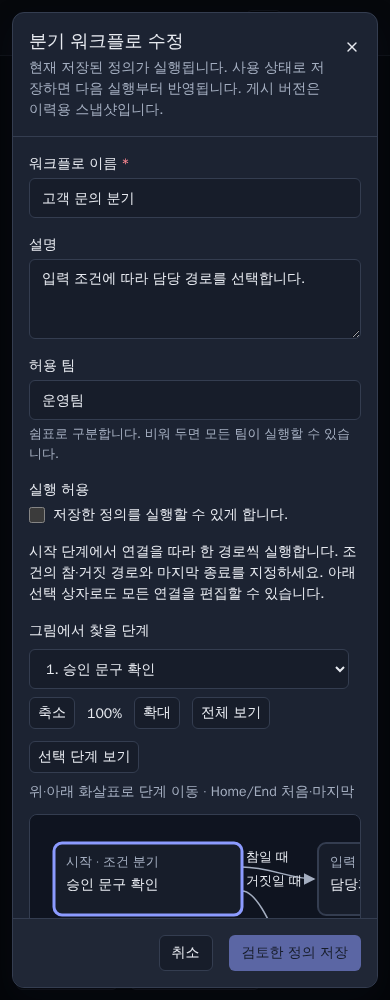 분기 워크플로 수정
현재 저장된 정의가 실행됩니다. 사용 상태로 저
장하면 다음 실행부터 반영됩니다. 게시 버전은
이력용 스냅샷입니다.
워크플로 이름 *
고객 문의 분기
설명
입력 조건에 따라 담당 경로를 선택합니다.
허용 팀
운영팀
쉼표로 구분합니다. 비워 두면 모든 팀이 실행할 수 있습
니다.
실행 허용
저장한 정의를 실행할 수 있게 합니다.
시작 단계에서 연결을 따라 한 경로씩 실행합니다. 조
건의 참·거짓 경로와 마지막 종료를 지정하세요. 아래
선택 상자로도 모든 연결을 편집할 수 있습니다.
그림에서 찾을 단계
1. 승인 문구 확인
축소 100% 확대 전체 보기
선택 단계 보기
위·아래 화살표로 단계 이동 · Home/End 처음·마지막
시작 · 조건 분기 참일 때 입력
승인 문구 확인 거짓일 때
취소 검토한 정의 저장